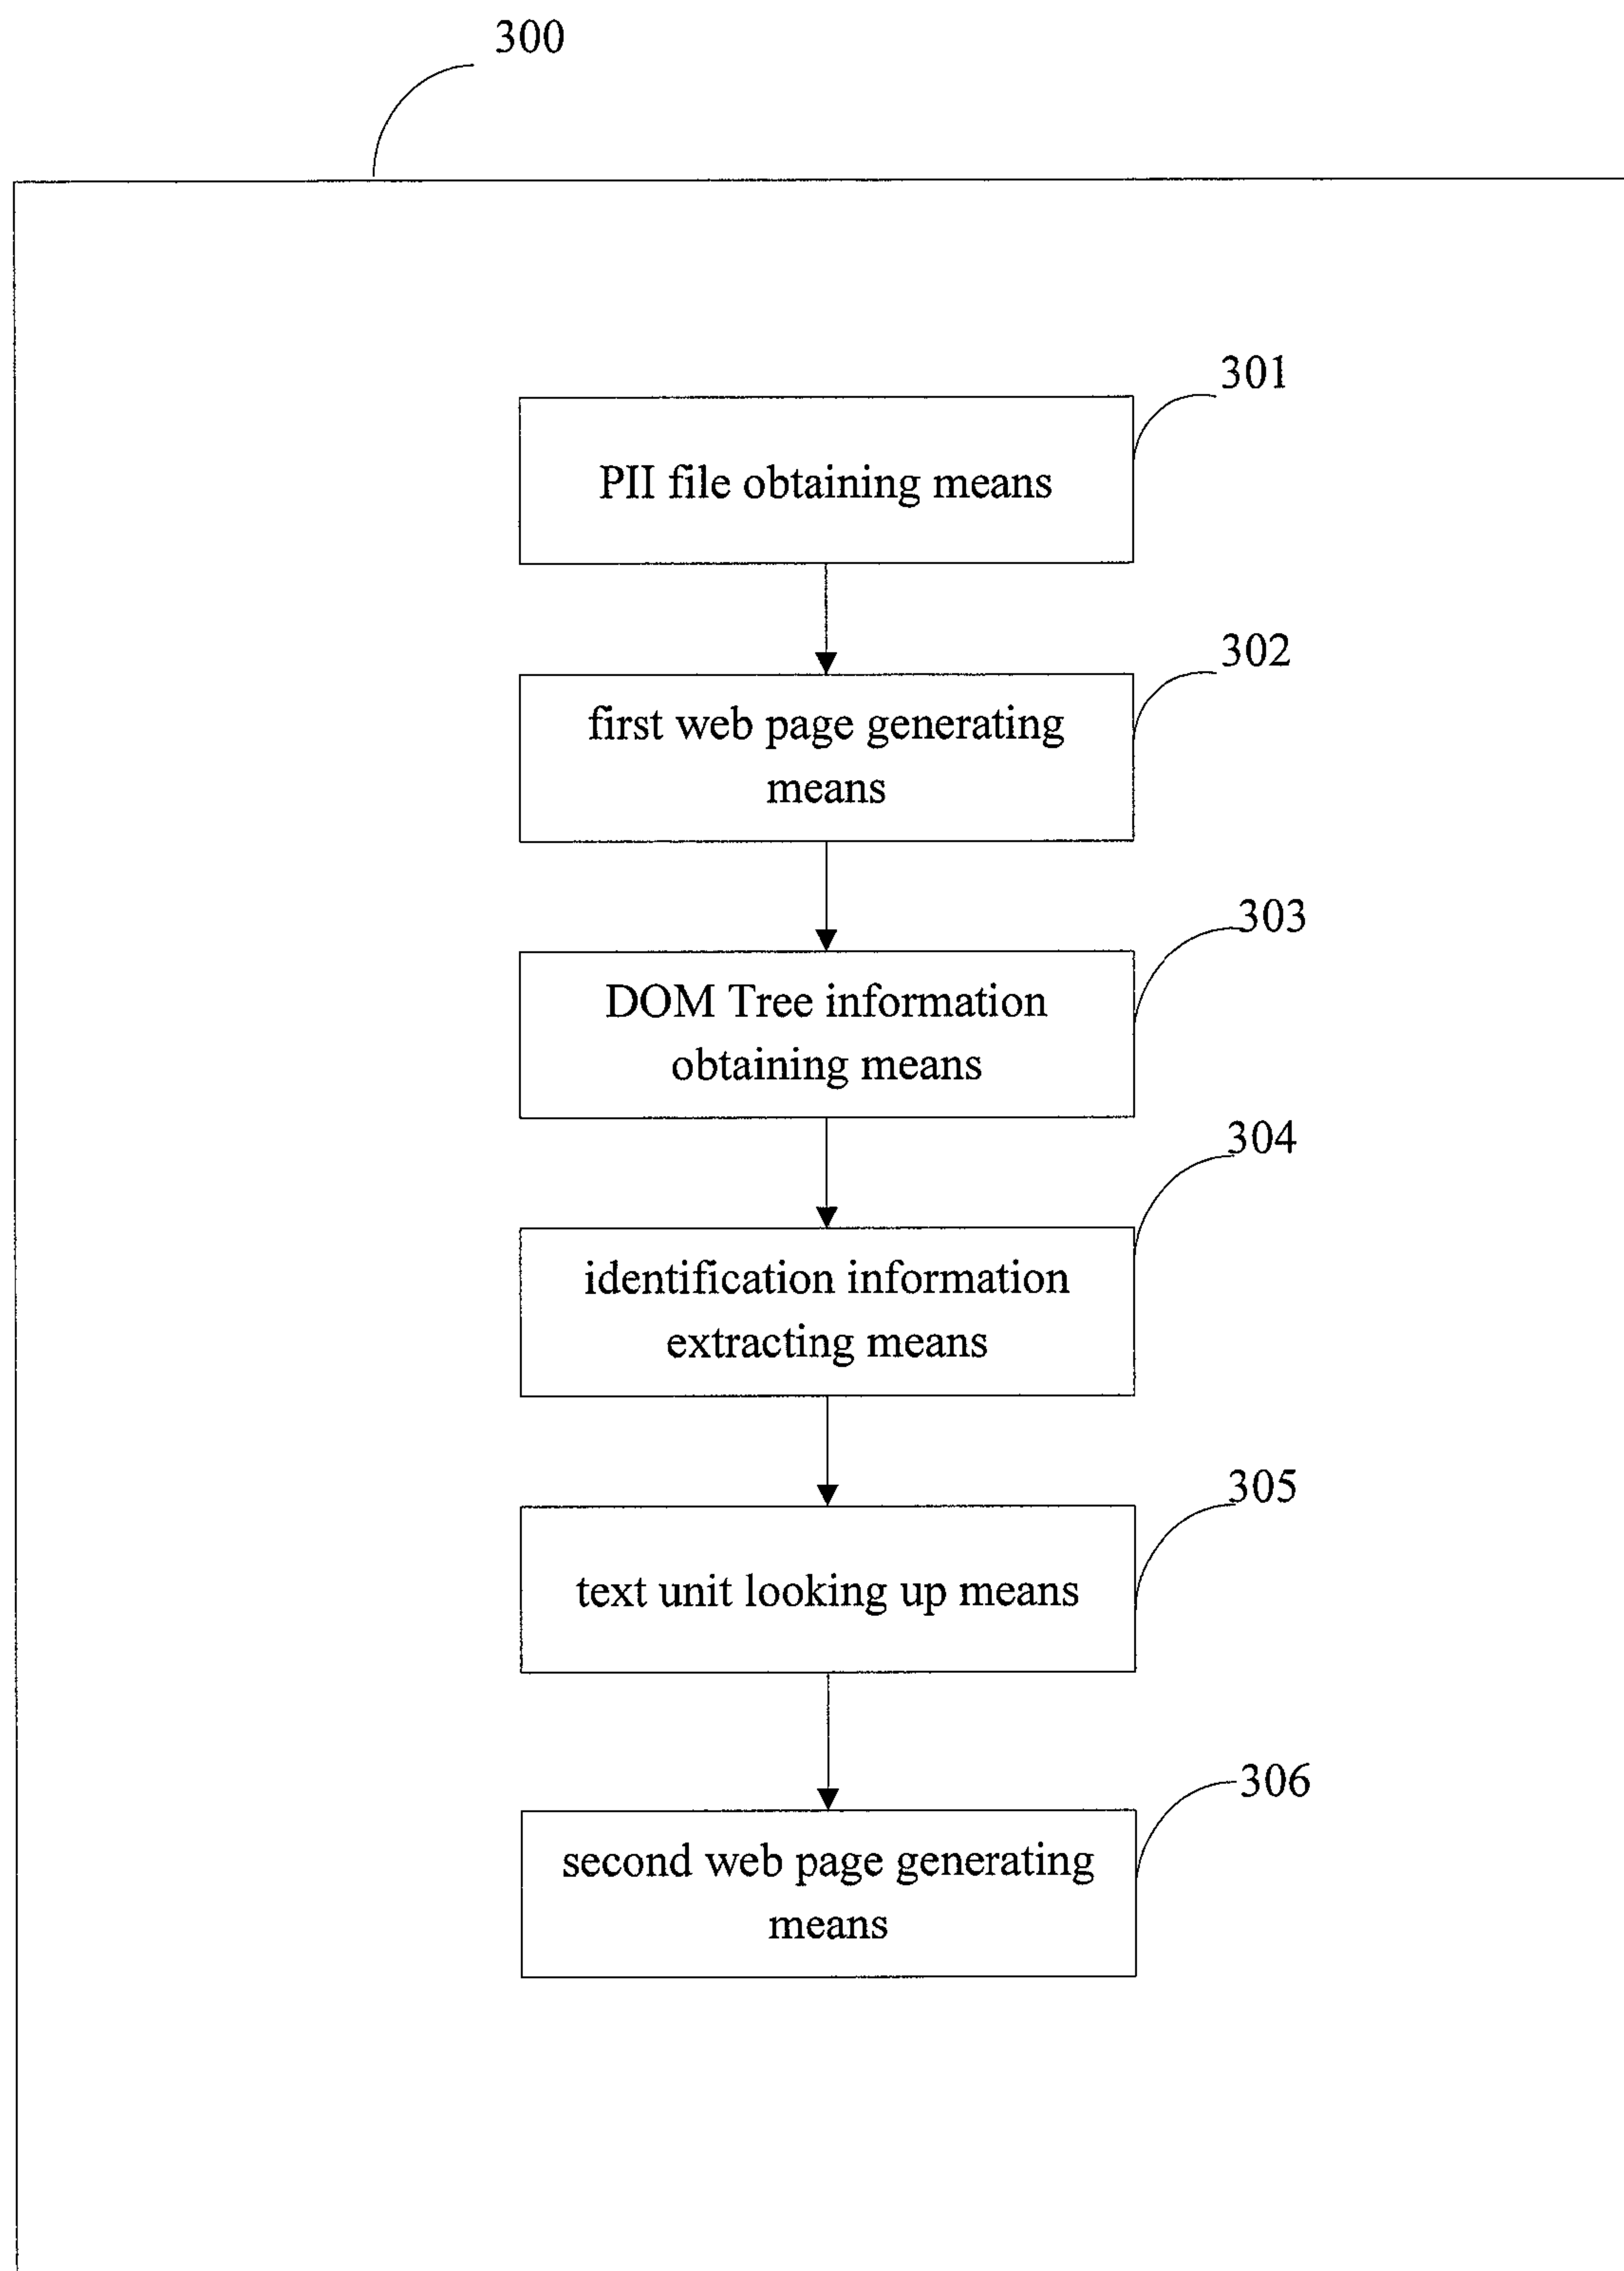 300
301
PII file obtaining means
302
first web page generating
means
303
DOM Tree information
obtaining means
304
identification information
extracting means
305
text unit looking up means
306
second web page generating
means